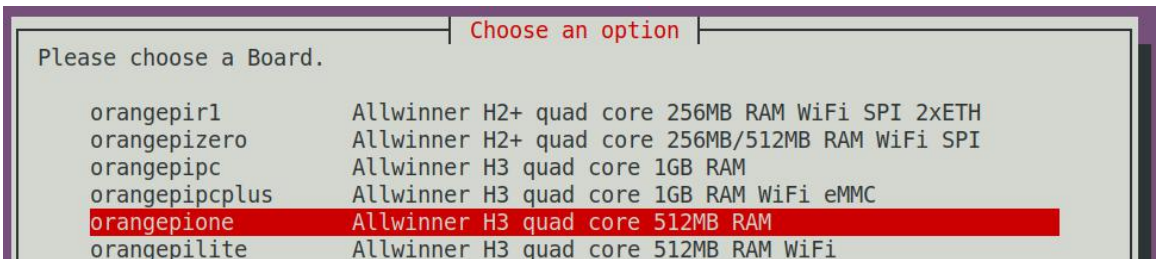 Choose an option
Please choose a Board.
orangepir1 Allwinner H2+ quad core 256MB RAM WiFi SPI 2xETH
orangepizero Allwinner H2+ quad core 256MB/512MB RAM WiFi SPI
orangepipc Allwinner H3 quad core 1GB RAM
orangepipcplus Allwinner H3 quad core 1GB RAM WiFi eMMC
orangepione Allwinner H3 quad core 512MB RAM
orangepilite Allwinner H3 quad core 512MB RAM WiFi